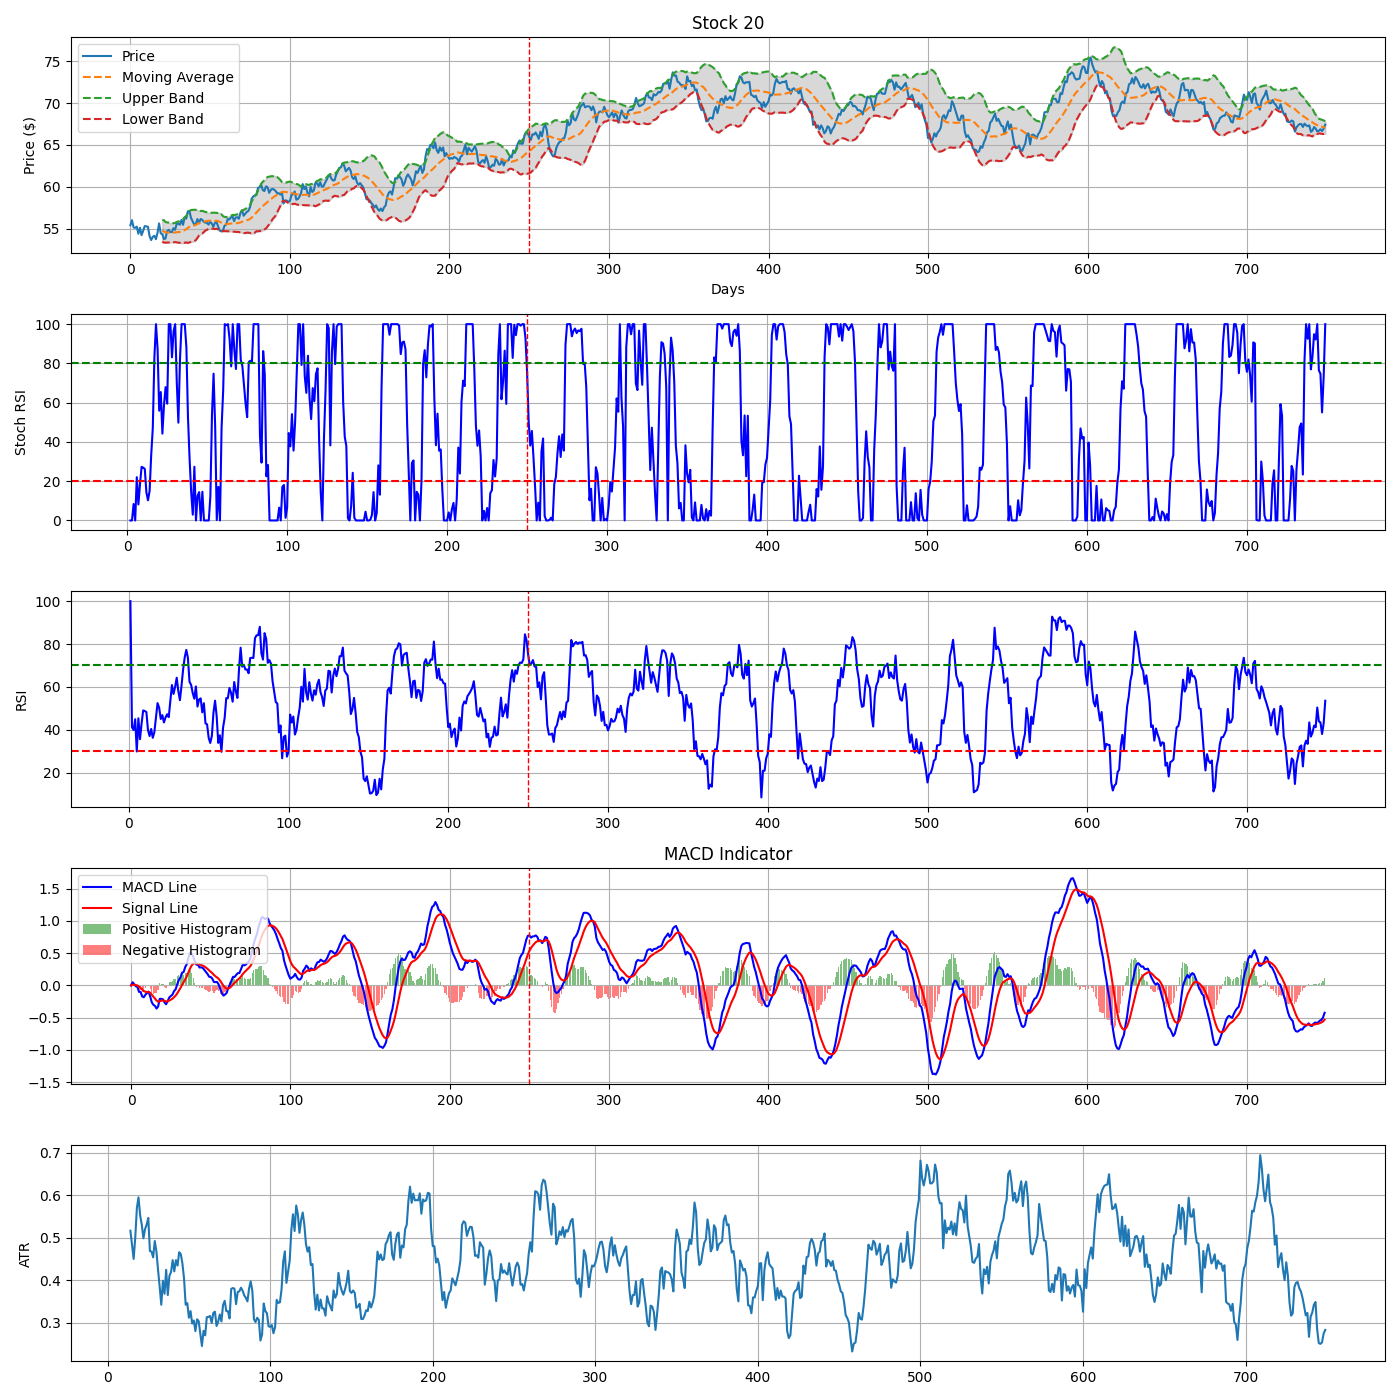 Stock 20
Price ($)
75
70
65
60
55
Price
Moving Average
Upper Band
Lower Band
0 100 200 300 400 500 600 700
Days
Stoch RSI
100
80
60
40
20
0
0 100 200 300 400 500 600 700
RSI
100
80
60
40
20
0 100 200 300 400 500 600 700
MACD Indicator
1.5
1.0
0.5
0.0
−0.5
−1.0
−1.5
MACD Line
Signal Line
Positive Histogram
Negative Histogram
0 100 200 300 400 500 600 700
ATR
0.7
0.6
0.5
0.4
0.3
0 100 200 300 400 500 600 700